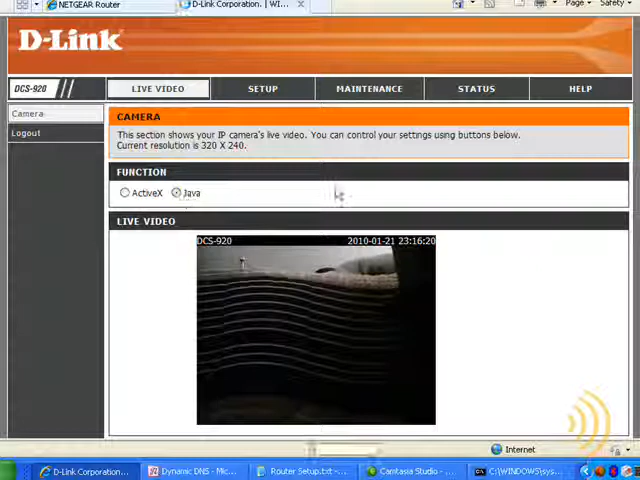 NETGEAR Router
D-Link Corporation. | WI...
Page
Safety
D-Link
DCS-920
LIVE VIDEO
SETUP
MAINTENANCE
STATUS
HELP
Camera
Logout
CAMERA
This section shows your IP camera's live video. You can control your settings using buttons below.
Current resolution is 320 X 240.
FUNCTION
ActiveX
Java
LIVE VIDEO
DCS-920
2010-01-21 23:16:20
Internet
D-Link Corporation...
Dynamic DNS - Mic...
Router Setup.txt -...
Camtasia Studio - ...
C:\WINDOWS\sys...